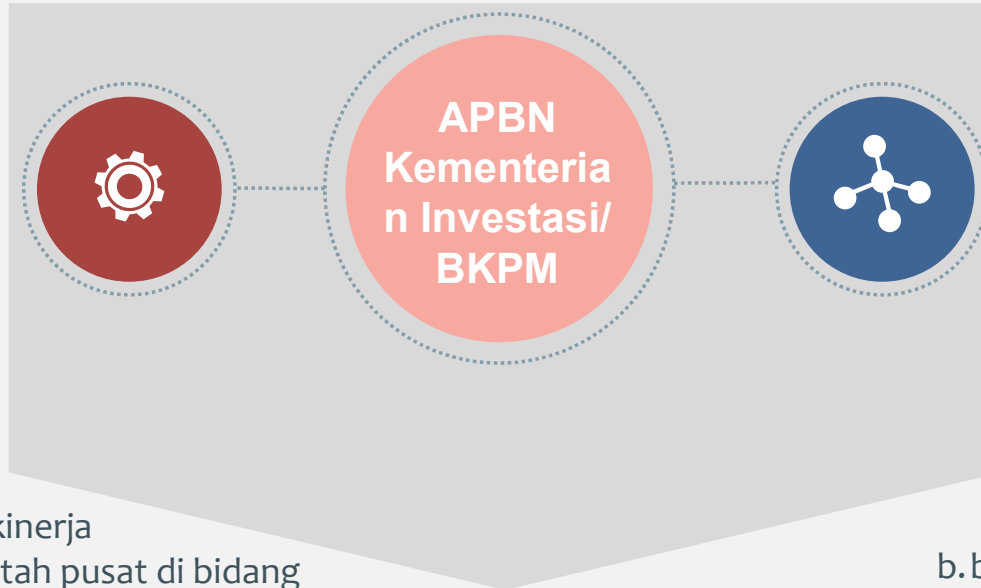 APBN
Kementeria
n Investasi/
BKPM
kinerja
tah pusat di bidang
b.b